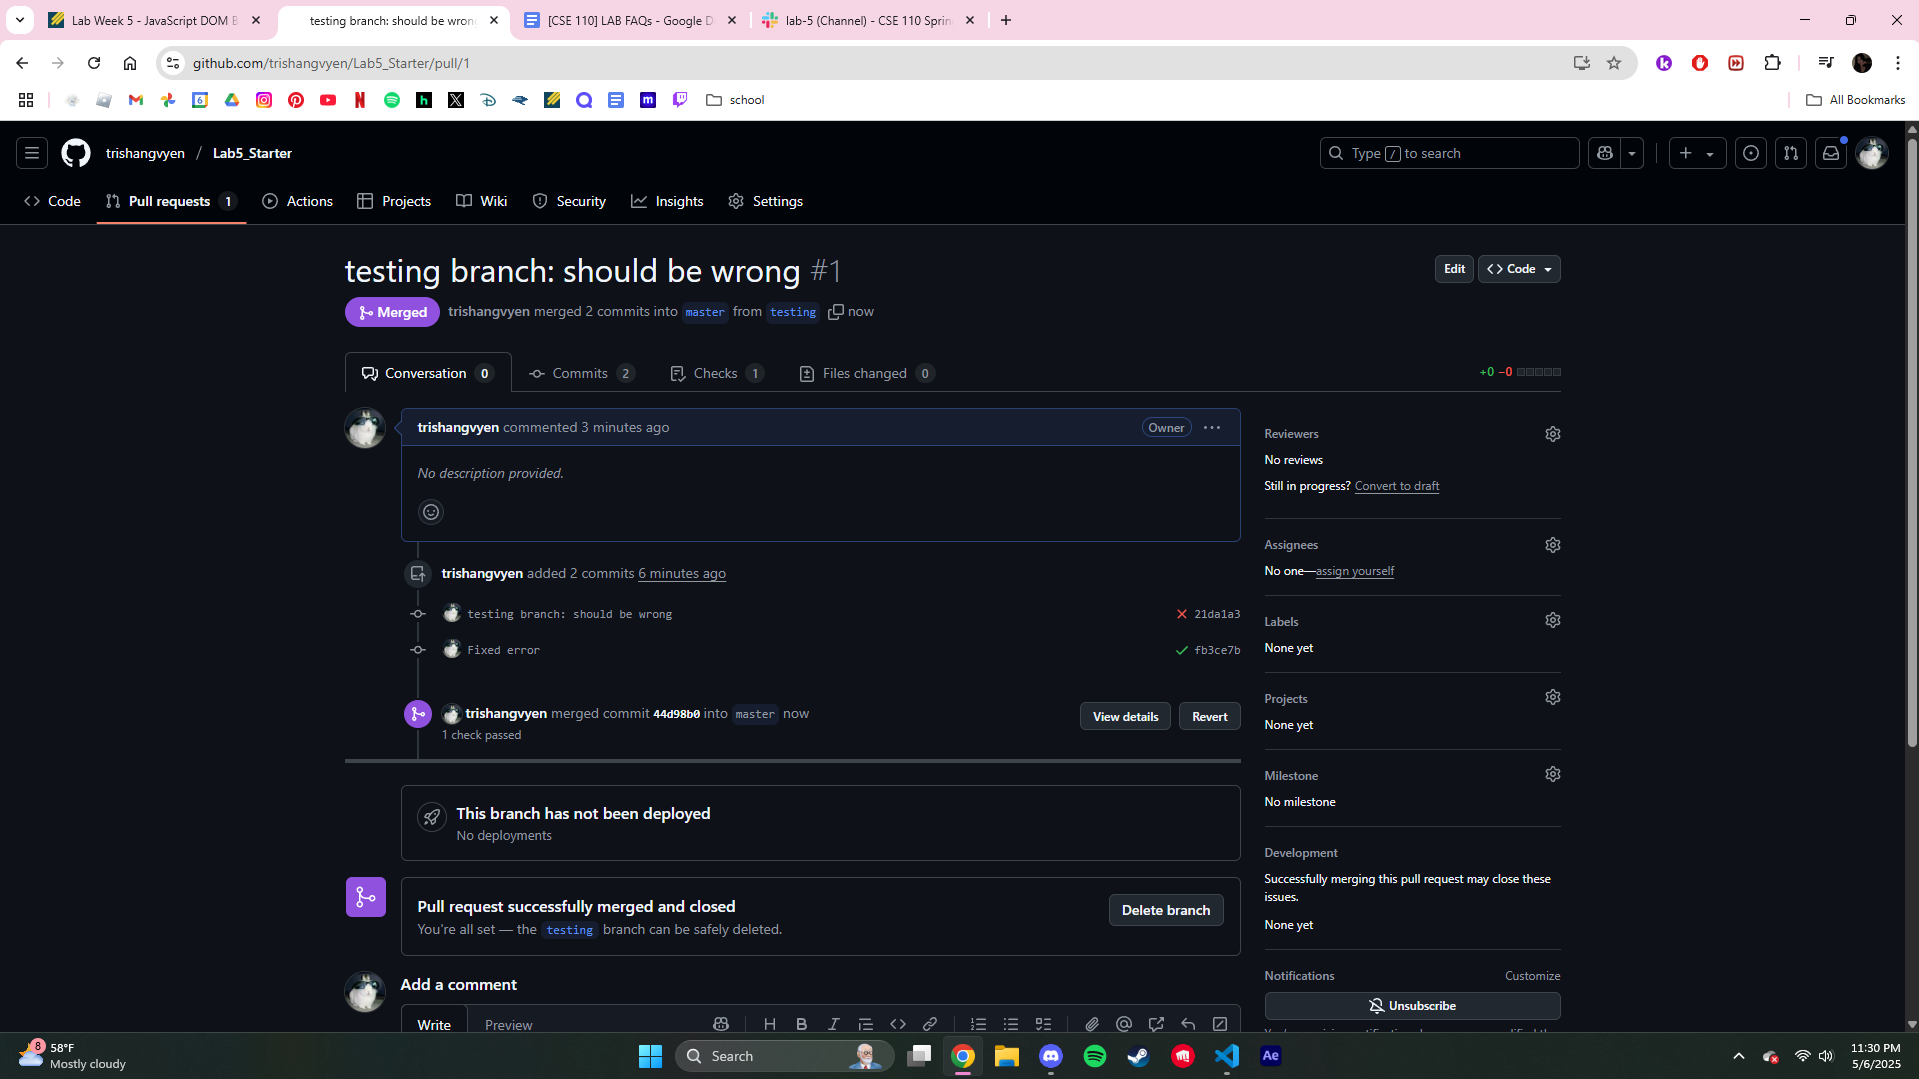 Lab Week 5 - JavaScript DOM B
testing branch: should be wrong
[CSE 110] LAB FAQs - Google D
lab-5 (Channel) - CSE 110 Sprin
github.com/trishangvyen/Lab5_Starter/pull/1
school
All Bookmarks
trishangvyen / Lab5_Starter
Type / to search
Code
Pull requests 1
Actions
Projects
Wiki
Security
Insights
Settings
testing branch: should be wrong #1
Edit
Code
Merged trishangvyen merged 2 commits into master from testing now
Conversation 0
Commits 2
Checks 1
Files changed 0
+0 −0
trishangvyen commented 3 minutes ago
Owner
No description provided.
trishangvyen added 2 commits 6 minutes ago
testing branch: should be wrong
21da1a3
Fixed error
fb3ce7b
trishangvyen merged commit 44d98b0 into master now
1 check passed
View details
Revert
This branch has not been deployed
No deployments
Pull request successfully merged and closed
You're all set — the testing branch can be safely deleted.
Delete branch
Add a comment
Write
Preview
Reviewers
No reviews
Still in progress? Convert to draft
Assignees
No one—assign yourself
Labels
None yet
Projects
None yet
Milestone
No milestone
Development
Successfully merging this pull request may close these
issues.
None yet
Notifications
Customize
Unsubscribe
8
58°F
Mostly cloudy
Search
Ae
11:30 PM
5/6/2025